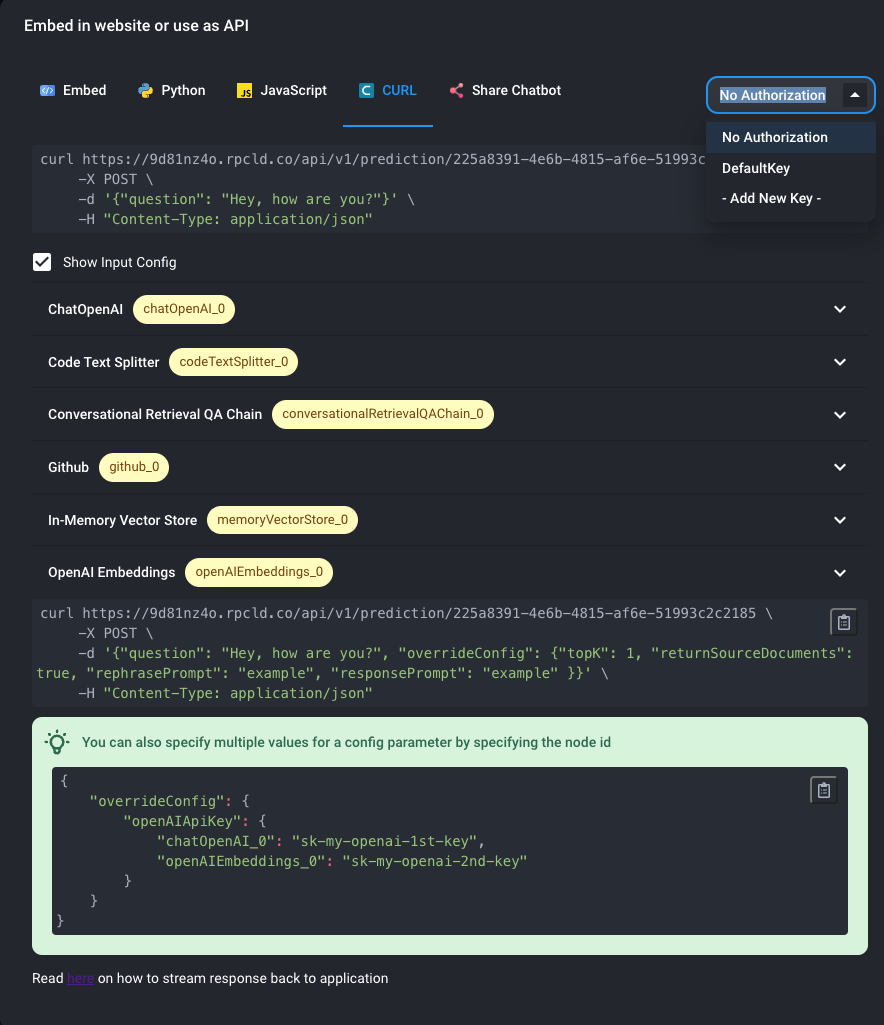 Embed in website or use as API
Embed
Python
JavaScript
CURL
Share Chatbot
No Authorization
No Authorization
DefaultKey
- Add New Key -
curl https://9d81nz4o.rpcld.co/api/v1/prediction/225a8391-4e6b-4815-af6e-51993c
-X POST \
-d '{"question": "Hey, how are you?"}' \
-H "Content-Type: application/json"
Show Input Config
ChatOpenAI chatOpenAI_0
Code Text Splitter codeTextSplitter_0
Conversational Retrieval QA Chain conversationalRetrievalQAChain_0
Github github_0
In-Memory Vector Store memoryVectorStore_0
OpenAI Embeddings openAIEmbeddings_0
curl https://9d81nz4o.rpcld.co/api/v1/prediction/225a8391-4e6b-4815-af6e-51993c2c2185 \
-X POST \
-d '{"question": "Hey, how are you?", "overrideConfig": {"topK": 1, "returnSourceDocuments":
true, "rephrasePrompt": "example", "responsePrompt": "example" }}' \
-H "Content-Type: application/json"
You can also specify multiple values for a config parameter by specifying the node id
{
"overrideConfig": {
"openAIApiKey": {
"chatOpenAI_0": "sk-my-openai-1st-key",
"openAIEmbeddings_0": "sk-my-openai-2nd-key"
}
}
}
Read here on how to stream response back to application